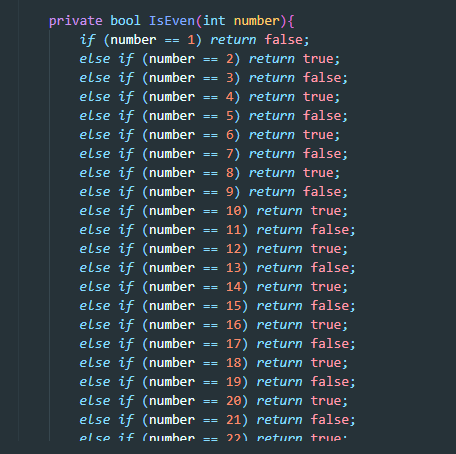 private bool IsEven(int number){
if (number == 1) return false;
else if (number == 2) return true;
else if (number == 3) return false;
else if (number == 4) return true;
else if (number == 5) return false;
else if (number == 6) return true;
else if (number == 7) return false;
else if (number == 8) return true;
else if (number == 9) return false;
else if (number == 10) return true;
else if (number == 11) return false;
else if (number == 12) return true;
else if (number == 13) return false;
else if (number == 14) return true;
else if (number == 15) return false;
else if (number == 16) return true;
else if (number == 17) return false;
else if (number == 18) return true;
else if (number == 19) return false;
else if (number == 20) return true;
else if (number == 21) return false;
else if (number == 22) return true;